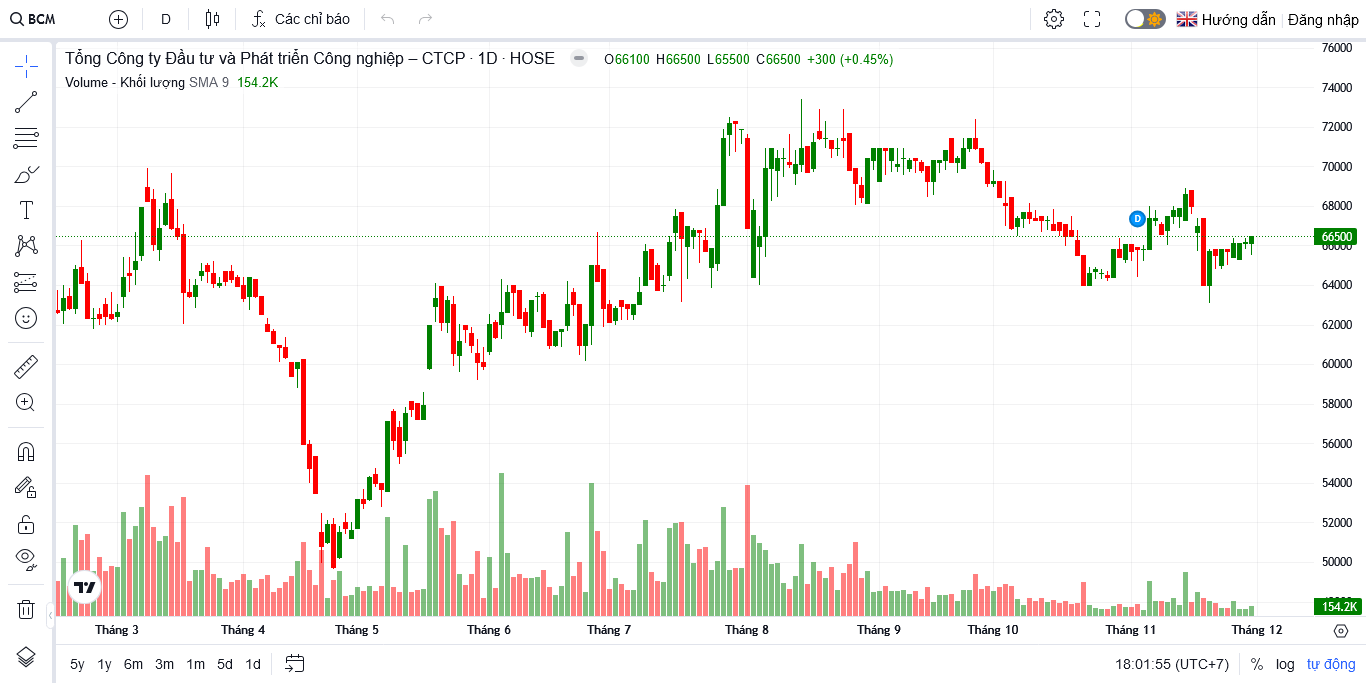 BCM D Các chỉ báo Hướng dẫn Đăng nhập
Tổng Công ty Đầu tư và Phát triển Công nghiệp – CTCP · 1D · HOSE O66100 H66500 L65500 C66500 +300 (+0.45%)
Volume - Khối lượng SMA 9 154.2K
76000
74000
72000
70000
68000
D
66500
66000
64000
62000
60000
58000
56000
54000
52000
50000
154.2K
Tháng 3 Tháng 4 Tháng 5 Tháng 6 Tháng 7 Tháng 8 Tháng 9 Tháng 10 Tháng 11 Tháng 12
5y 1y 6m 3m 1m 5d 1d 18:01:55 (UTC+7) % log tự động